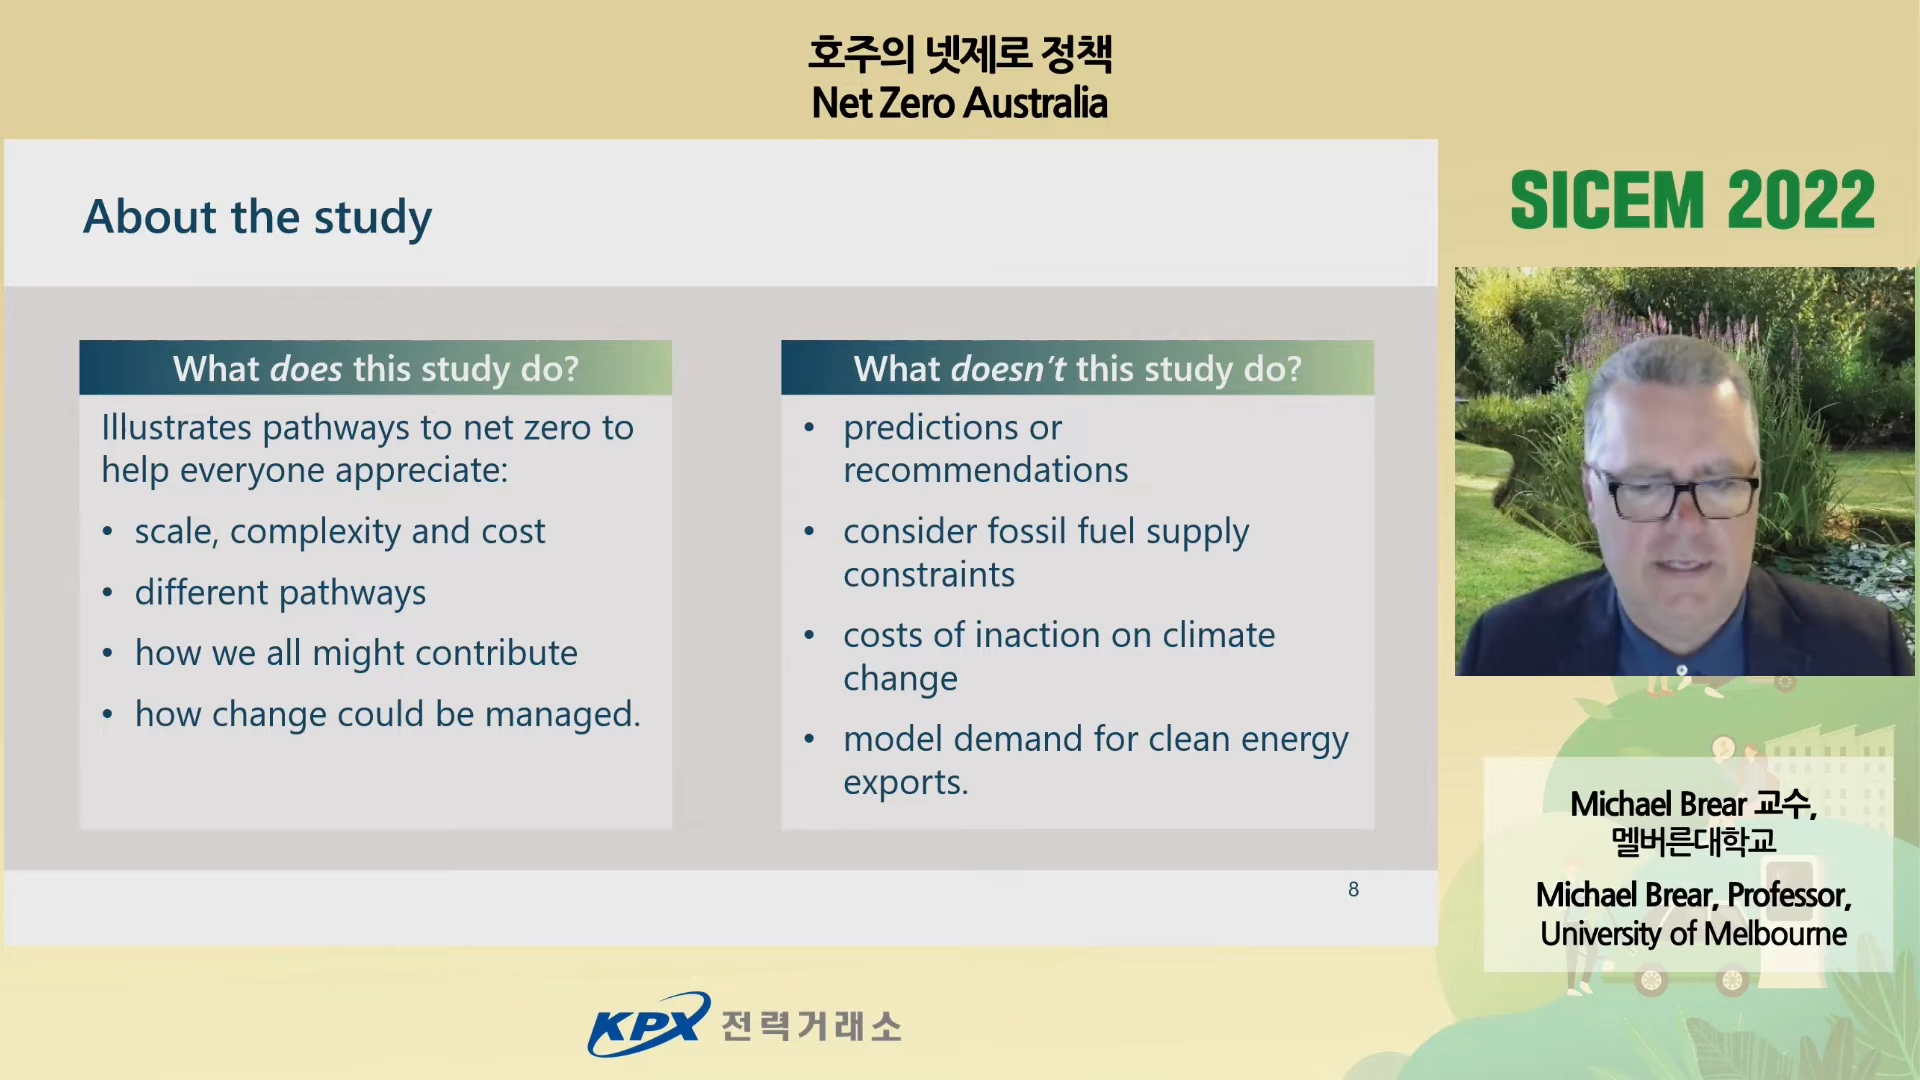 호주의 넷제로 정책
Net Zero Australia
About the study
What does this study do?
Illustrates pathways to net zero to
help everyone appreciate:
• scale, complexity and cost
• different pathways
• how we all might contribute
• how change could be managed.
What doesn't this study do?
• predictions or
recommendations
• consider fossil fuel supply
constraints
• costs of inaction on climate
change
• model demand for clean energy
exports.
8
SICEM 2022
Michael Brear 교수,
멜버른대학교
Michael Brear, Professor,
University of Melbourne
KPX 전력거래소